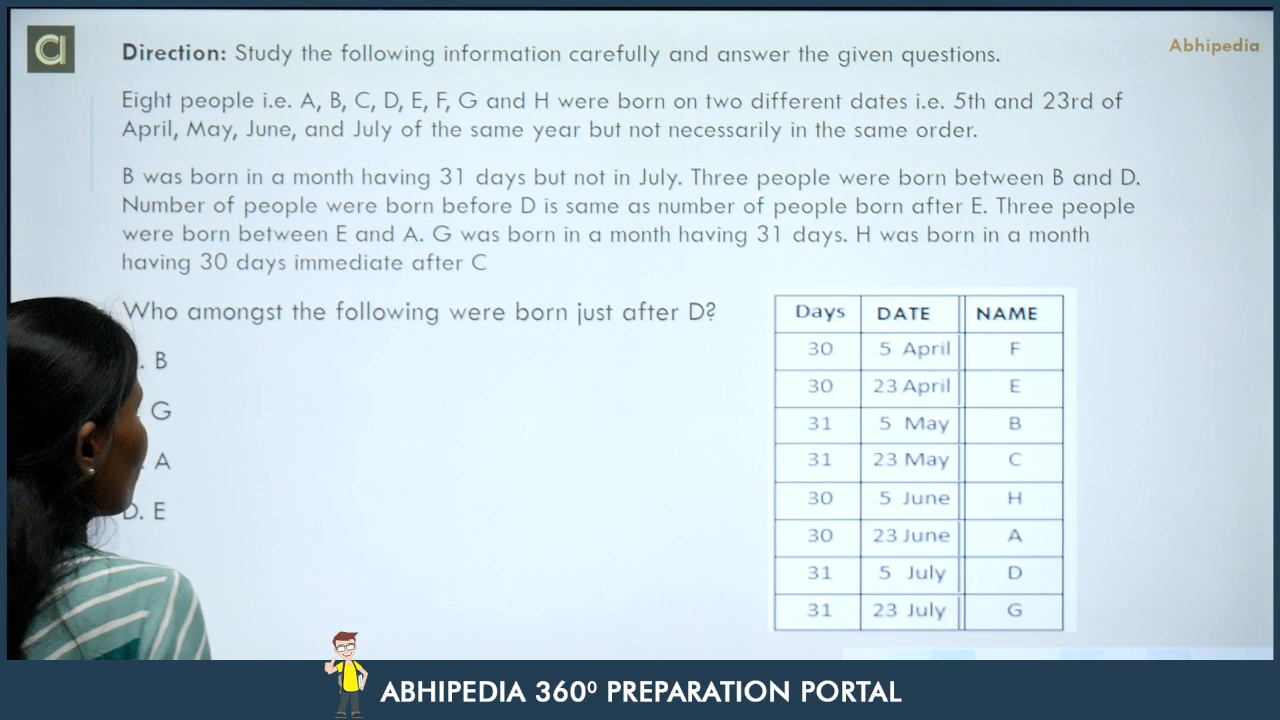 a
Abhipedia
Direction: Study the following information carefully and answer the given questions.
Eight people i.e. A, B, C, D, E, F, G and H were born on two different dates i.e. 5th and 23rd of
April, May, June, and July of the same year but not necessarily in the same order.
B was born in a month having 31 days but not in July. Three people were born between B and D.
Number of people were born before D is same as number of people born after E. Three people
were born between E and A. G was born in a month having 31 days. H was born in a month
having 30 days immediate after C
Who amongst the following were born just after D?
. B
G
. A
D. E
Days DATE NAME
30 5 April F
30 23 April E
31 5 May B
31 23 May C
30 5 June H
30 23 June A
31 5 July D
31 23 July G
ABHIPEDIA 360⁰ PREPARATION PORTAL